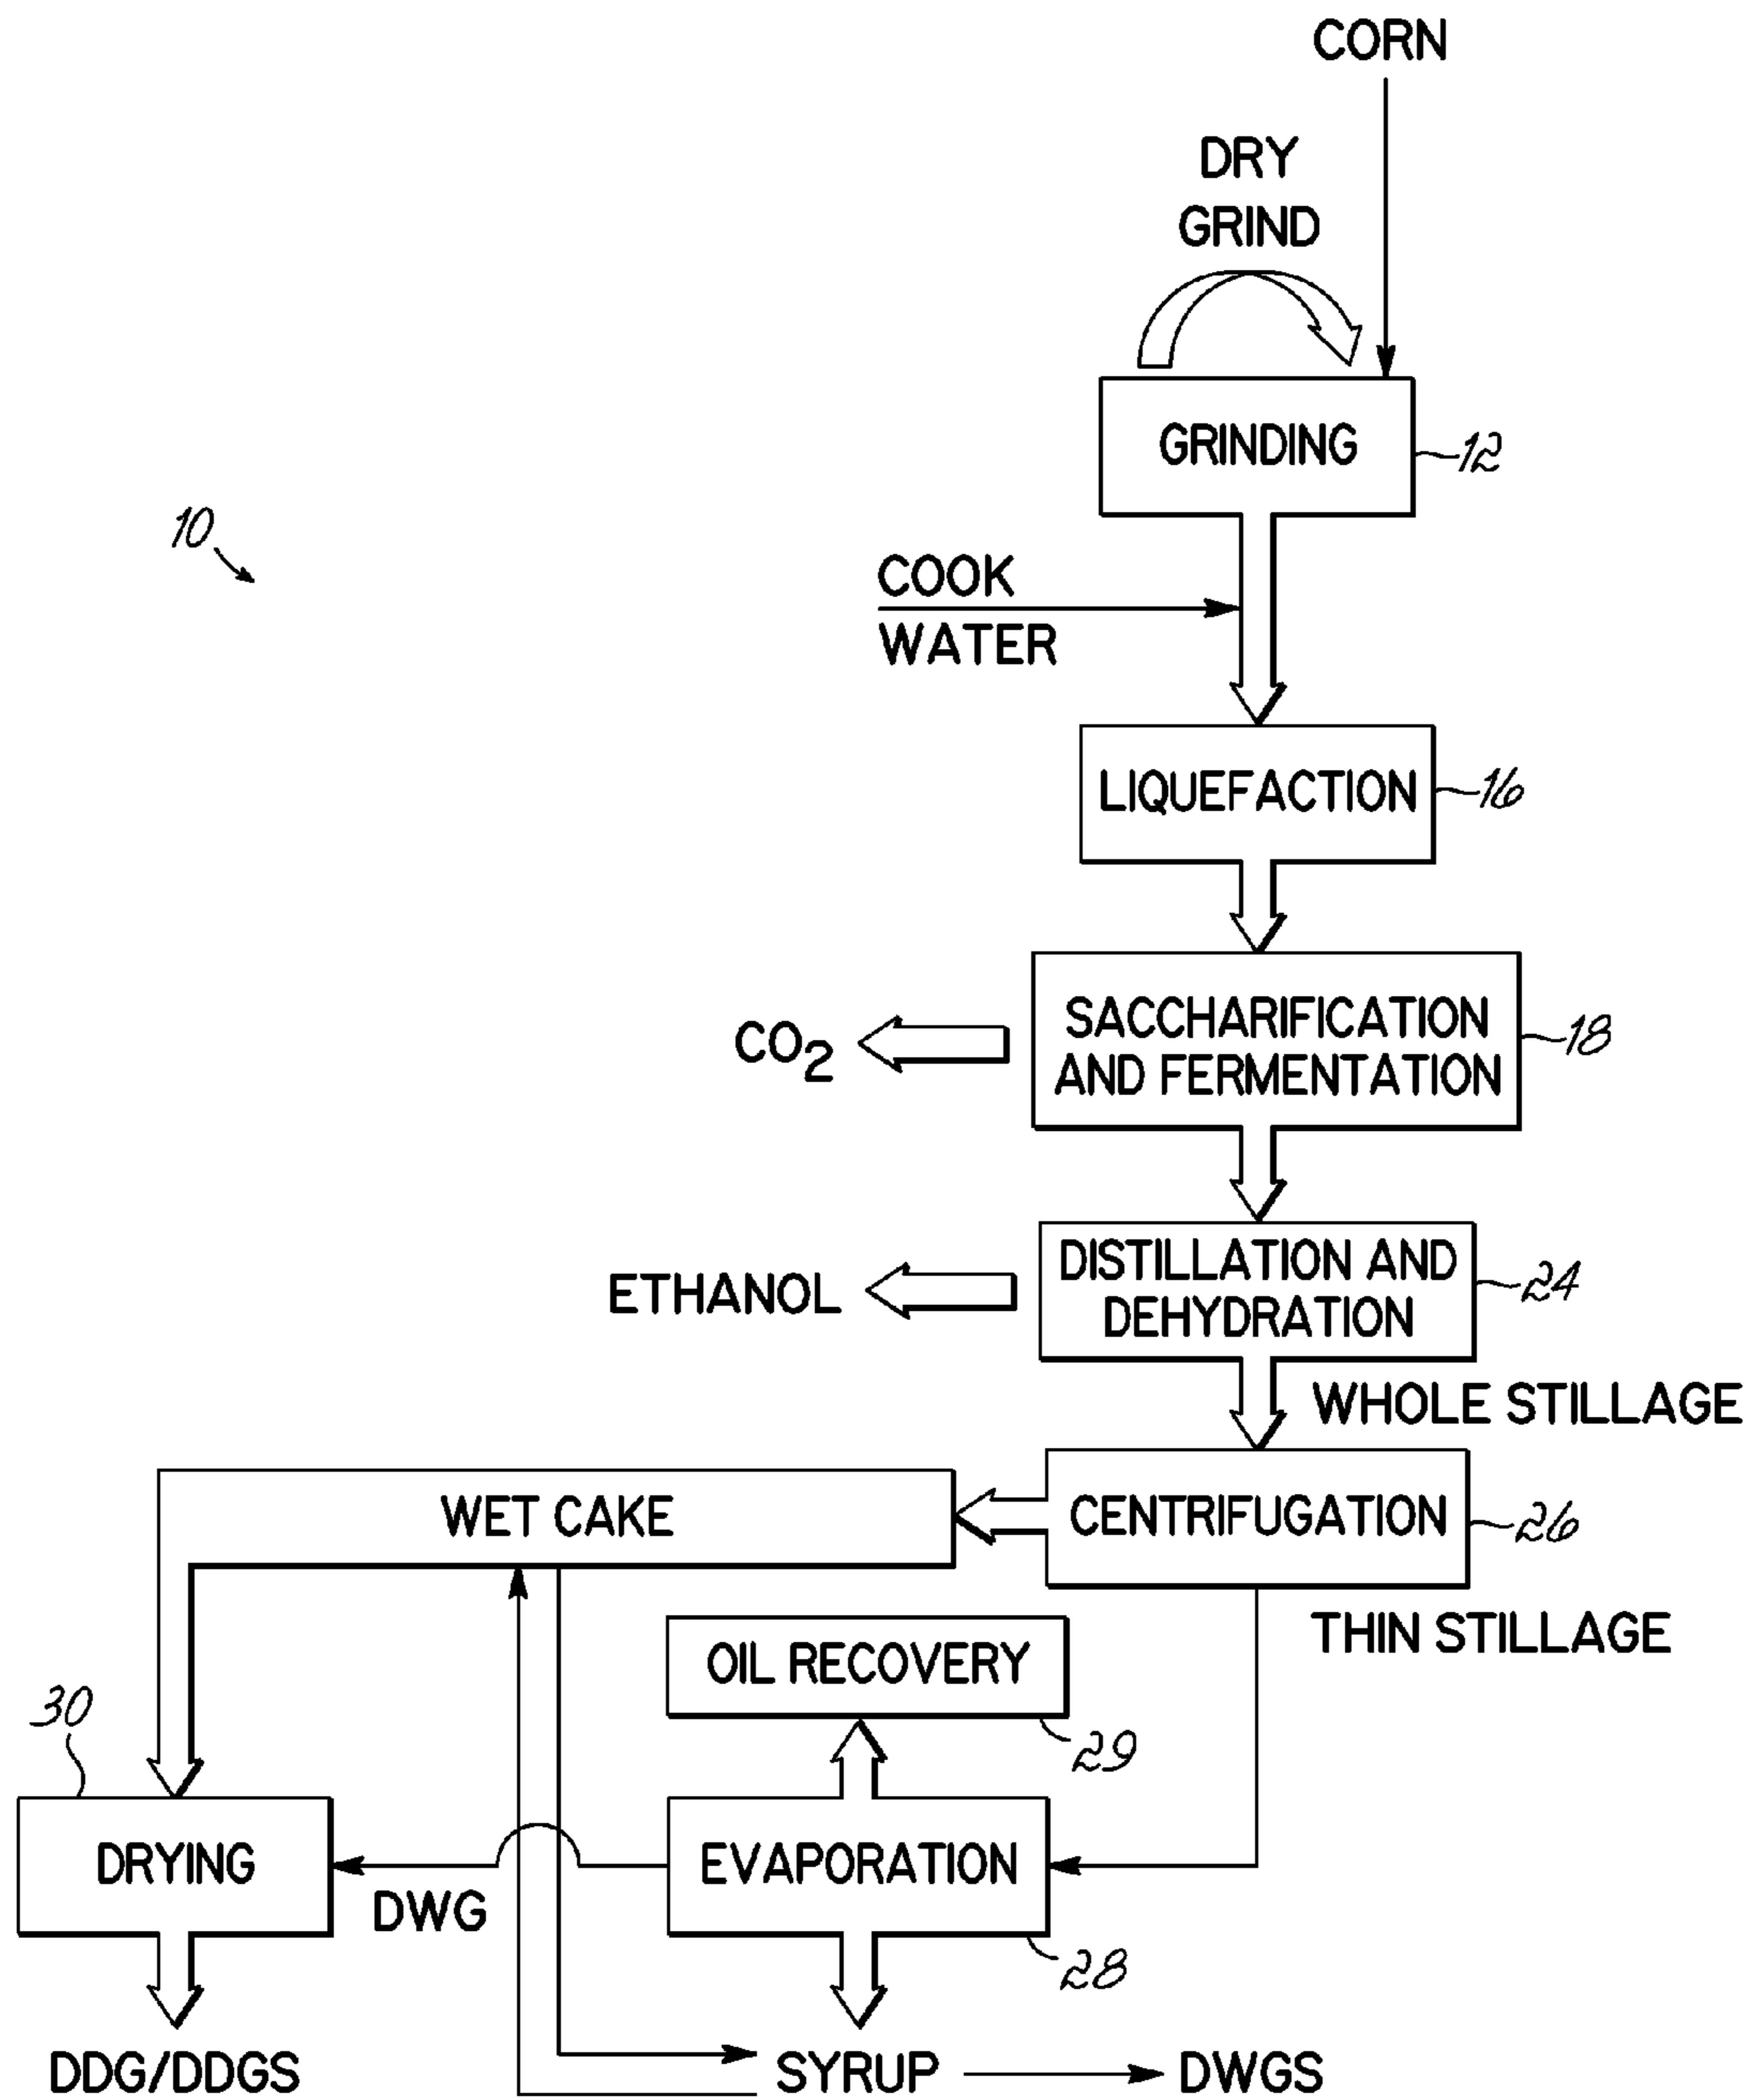 CORN
DRY
GRIND
GRINDING
12
10
COOK
WATER
LIQUEFACTION
16
SACCHARIFICATION
AND FERMENTATION
18
CO2
DISTILLATION AND
DEHYDRATION
24
ETHANOL
WHOLE STILLAGE
WET CAKE
CENTRIFUGATION
26
THIN STILLAGE
OIL RECOVERY
29
30
DRYING
DWG
EVAPORATION
28
DDG/DDGS
SYRUP
DWGS